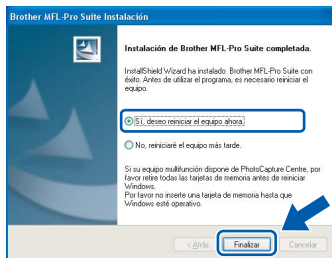 Brother MFL-Pro Suite Instalación
Instalación de Brother MFL-Pro Suite completada.
InstallShield Wizard ha instalado Brother MFL-Pro Suite con
éxito. Antes de utilizar el programa, es necesario reiniciar el
equipo.
Sí, deseo reiniciar el equipo ahora.
No, reiniciaré el equipo más tarde.
Si su equipo multifunción dispone de PhotoCapture Centre, por
favor retire todas las tarjetas de memoria antes de reiniciar
Windows.
Por favor no inserte una tarjeta de memoria hasta que
Windows esté operativo.
< Atrás Finalizar Cancelar